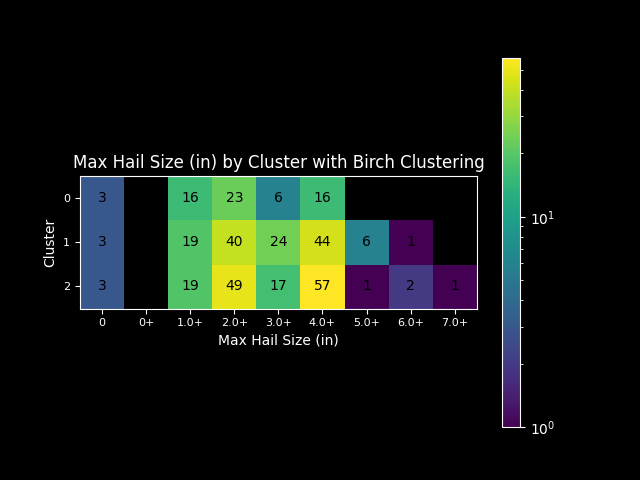 Max Hail Size (in) by Cluster with Birch Clustering
0 3 16 23 6 16
1 3 19 40 24 44 6 1
2 3 19 49 17 57 1 2 1
Cluster
0 0+ 1.0+ 2.0+ 3.0+ 4.0+ 5.0+ 6.0+ 7.0+
Max Hail Size (in)
10¹
10⁰